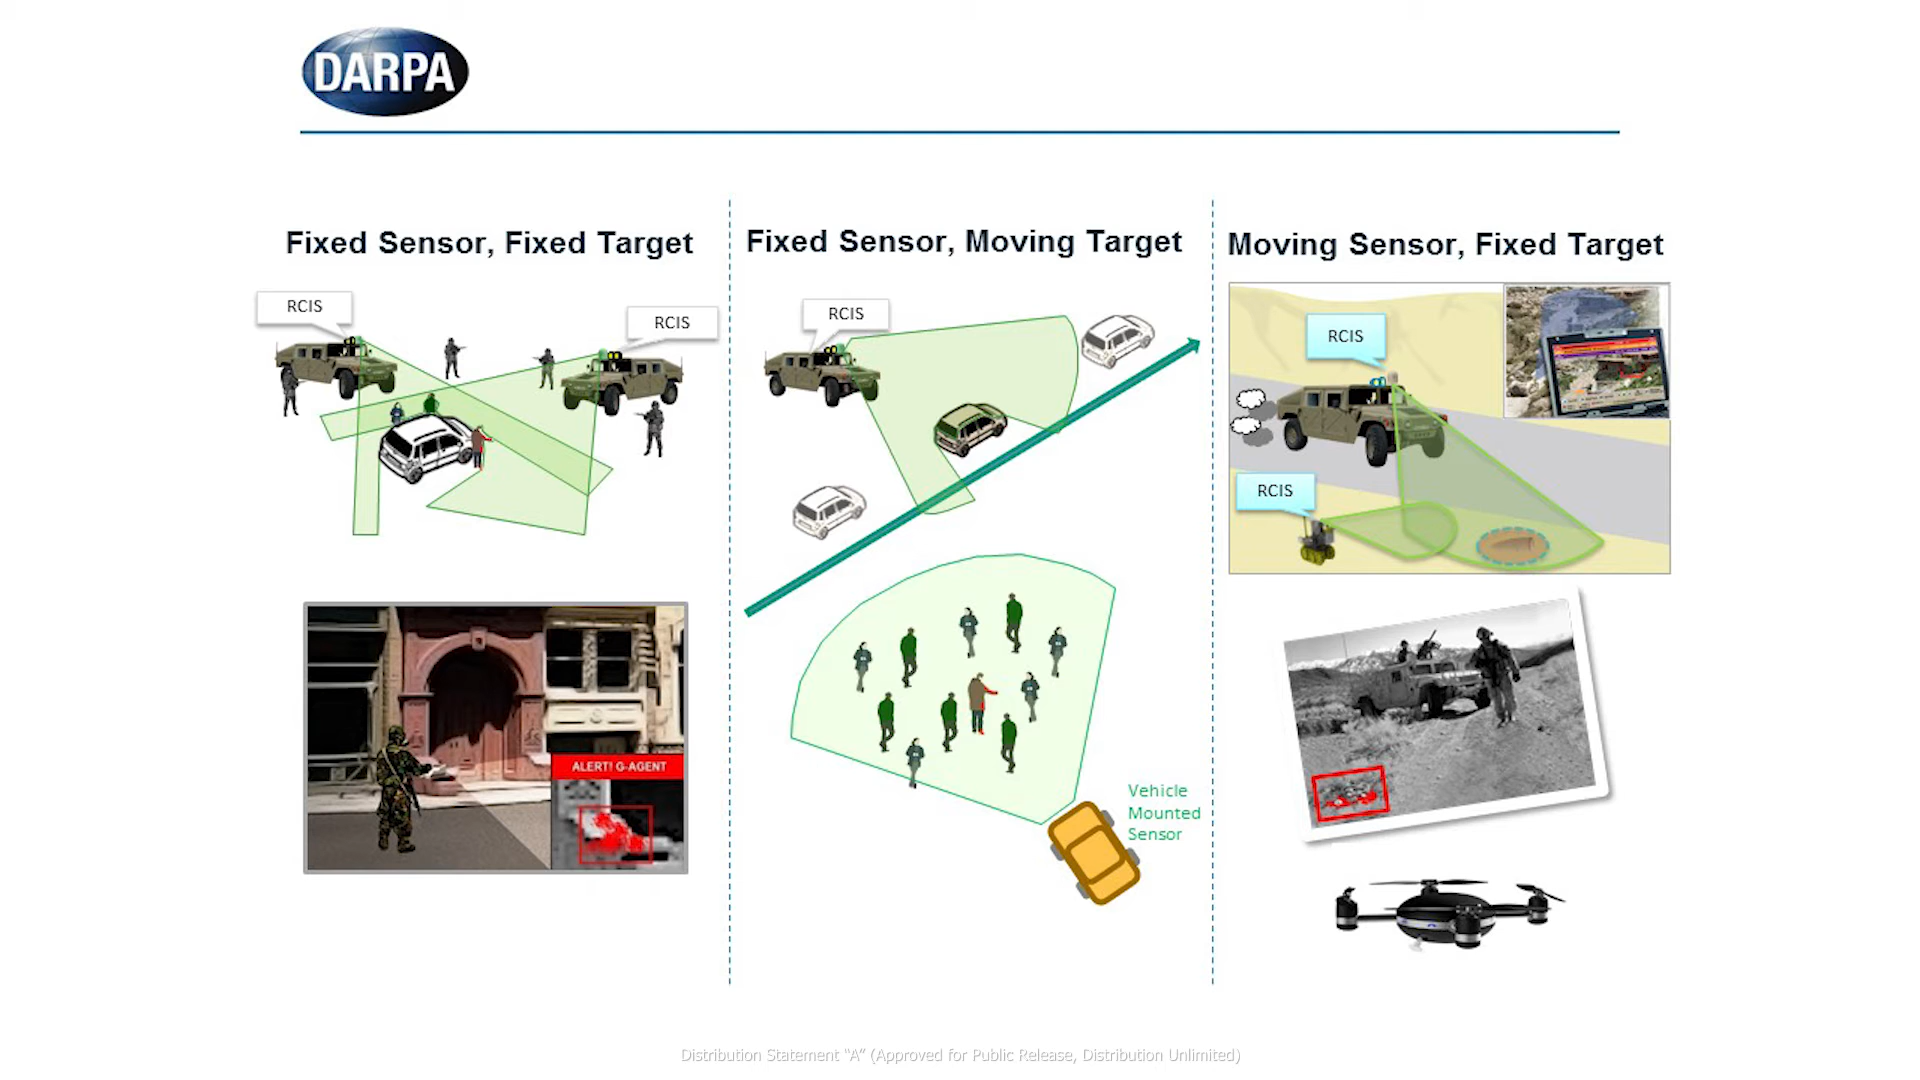 DARPA
Fixed Sensor, Fixed Target
Fixed Sensor, Moving Target
Moving Sensor, Fixed Target
RCIS
RCIS
RCIS
RCIS
RCIS
ALERT! G-AGENT
Vehicle
Mounted
Sensor
Distribution Statement "A" (Approved for Public Release, Distribution Unlimited)